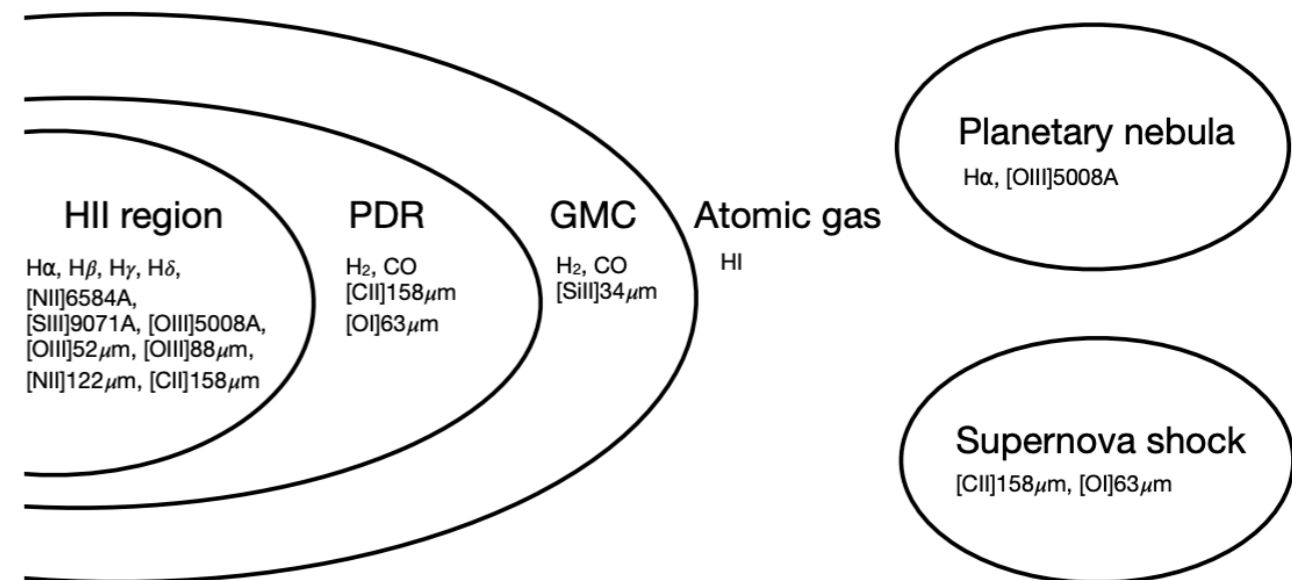 HII region
Hα, Hβ, Hγ, Hδ,
[NII]6584A,
[SIII]9071A, [OIII]5008A,
[OIII]52μm, [OIII]88μm,
[NII]122μm, [CII]158μm
PDR
H₂, CO
[CII]158μm
[OI]63μm
GMC
H₂, CO
[SiII]34μm
Atomic gas
HI
Planetary nebula
Hα, [OIII]5008A
Supernova shock
[CII]158μm, [OI]63μm